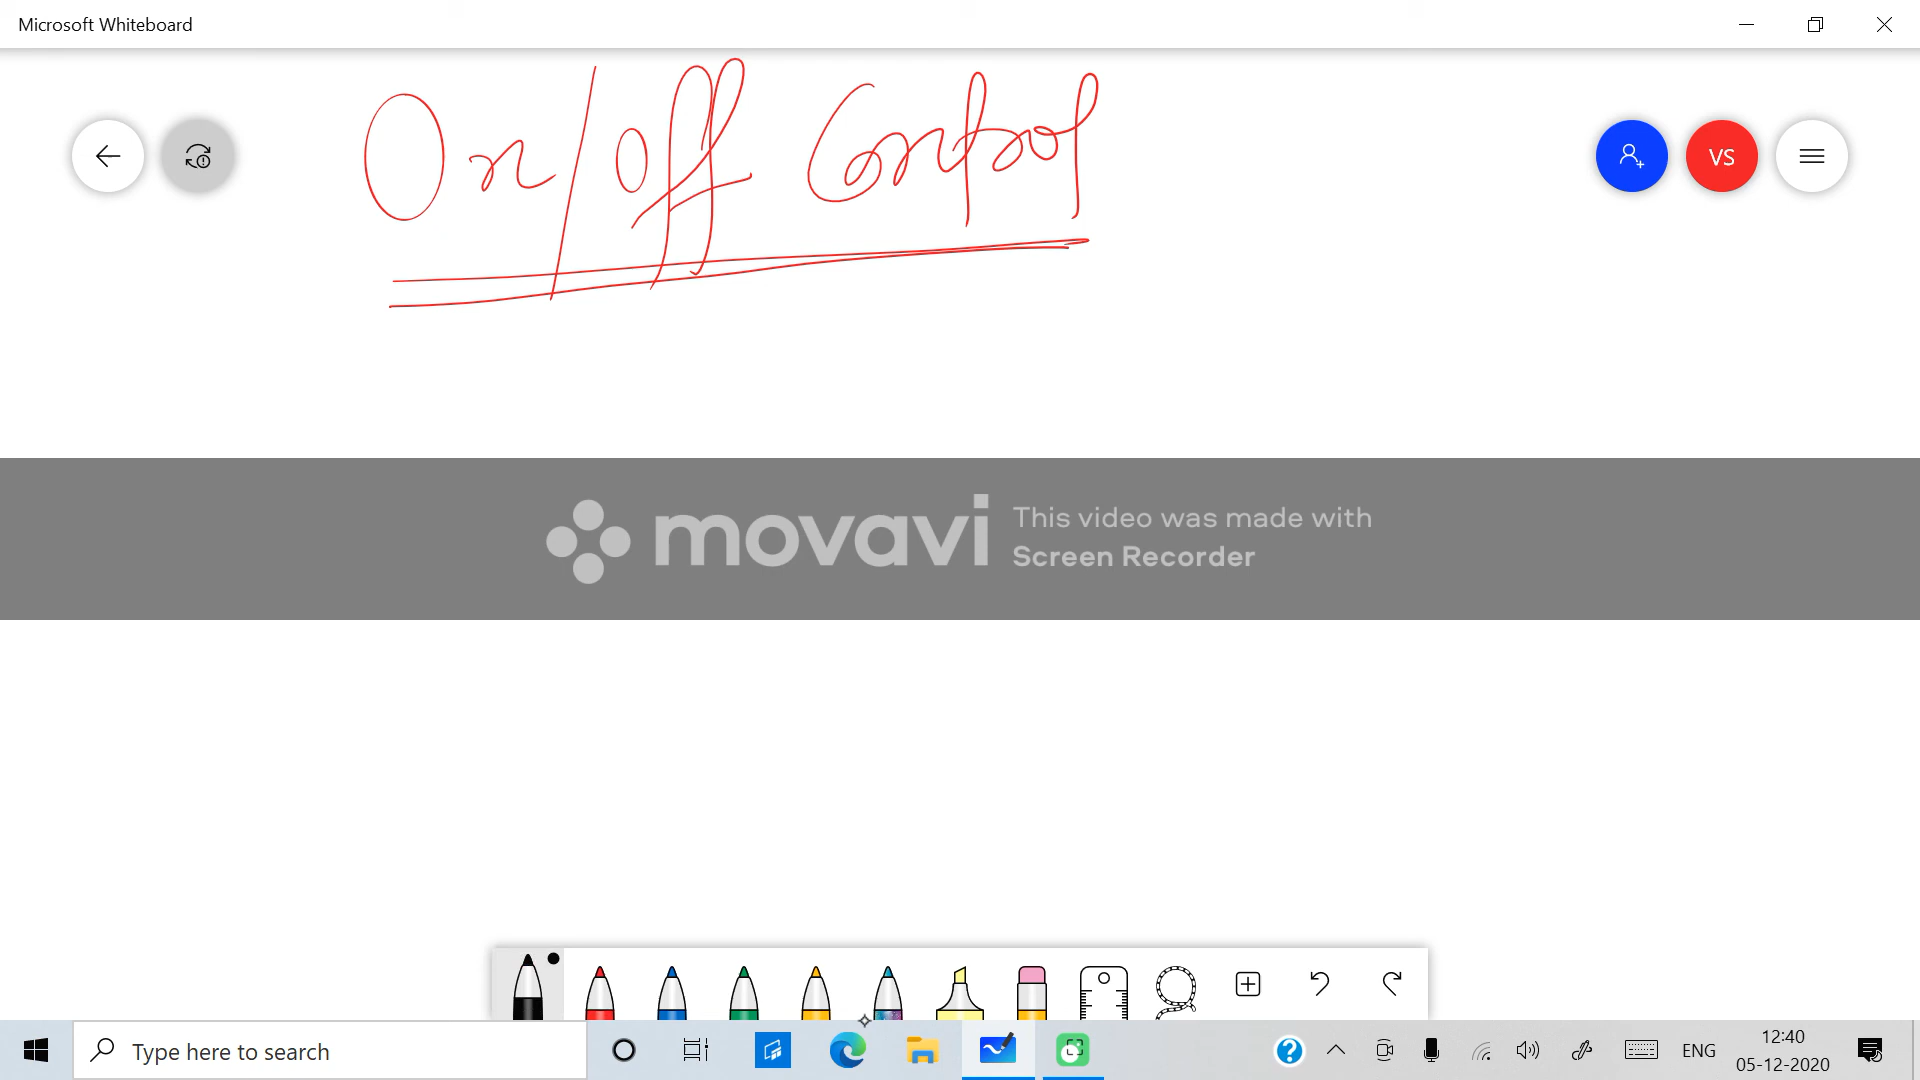 Microsoft Whiteboard
On/Off Control
VS
movavi
This video was made with
Screen Recorder
Type here to search
ENG
12:40
05-12-2020